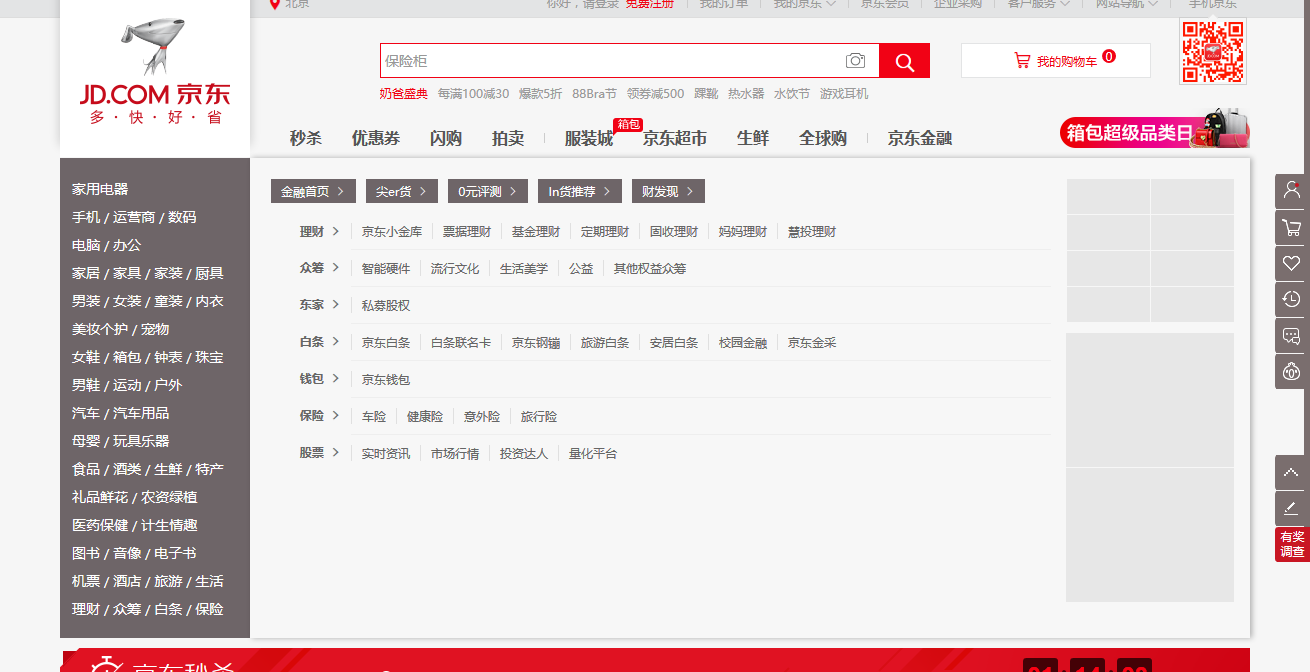 北京
你好，请登录 免费注册 我的订单 我的京东 京东会员 企业采购 客户服务 网站导航 手机京东
JD.COM 京东
多·快·好·省
保险柜
我的购物车 0
奶爸盛典 每满100减30 爆款5折 88Bra节 领券减500 踝靴 热水器 水饮节 游戏耳机
箱包
秒杀 优惠券 闪购 拍卖 服装城 京东超市 生鲜 全球购 京东金融
箱包超级品类日
家用电器
手机 / 运营商 / 数码
电脑 / 办公
家居 / 家具 / 家装 / 厨具
男装 / 女装 / 童装 / 内衣
美妆个护 / 宠物
女鞋 / 箱包 / 钟表 / 珠宝
男鞋 / 运动 / 户外
汽车 / 汽车用品
母婴 / 玩具乐器
食品 / 酒类 / 生鲜 / 特产
礼品鲜花 / 农资绿植
医药保健 / 计生情趣
图书 / 音像 / 电子书
机票 / 酒店 / 旅游 / 生活
理财 / 众筹 / 白条 / 保险
金融首页 > 尖er货 > 0元评测 > In货推荐 > 财发现 >
理财 > 京东小金库 票据理财 基金理财 定期理财 固收理财 妈妈理财 慧投理财
众筹 > 智能硬件 流行文化 生活美学 公益 其他权益众筹
东家 > 私募股权
白条 > 京东白条 白条联名卡 京东钢镚 旅游白条 安居白条 校园金融 京东金采
钱包 > 京东钱包
保险 > 车险 健康险 意外险 旅行险
股票 > 实时资讯 市场行情 投资达人 量化平台
有奖
调查
京东秒杀